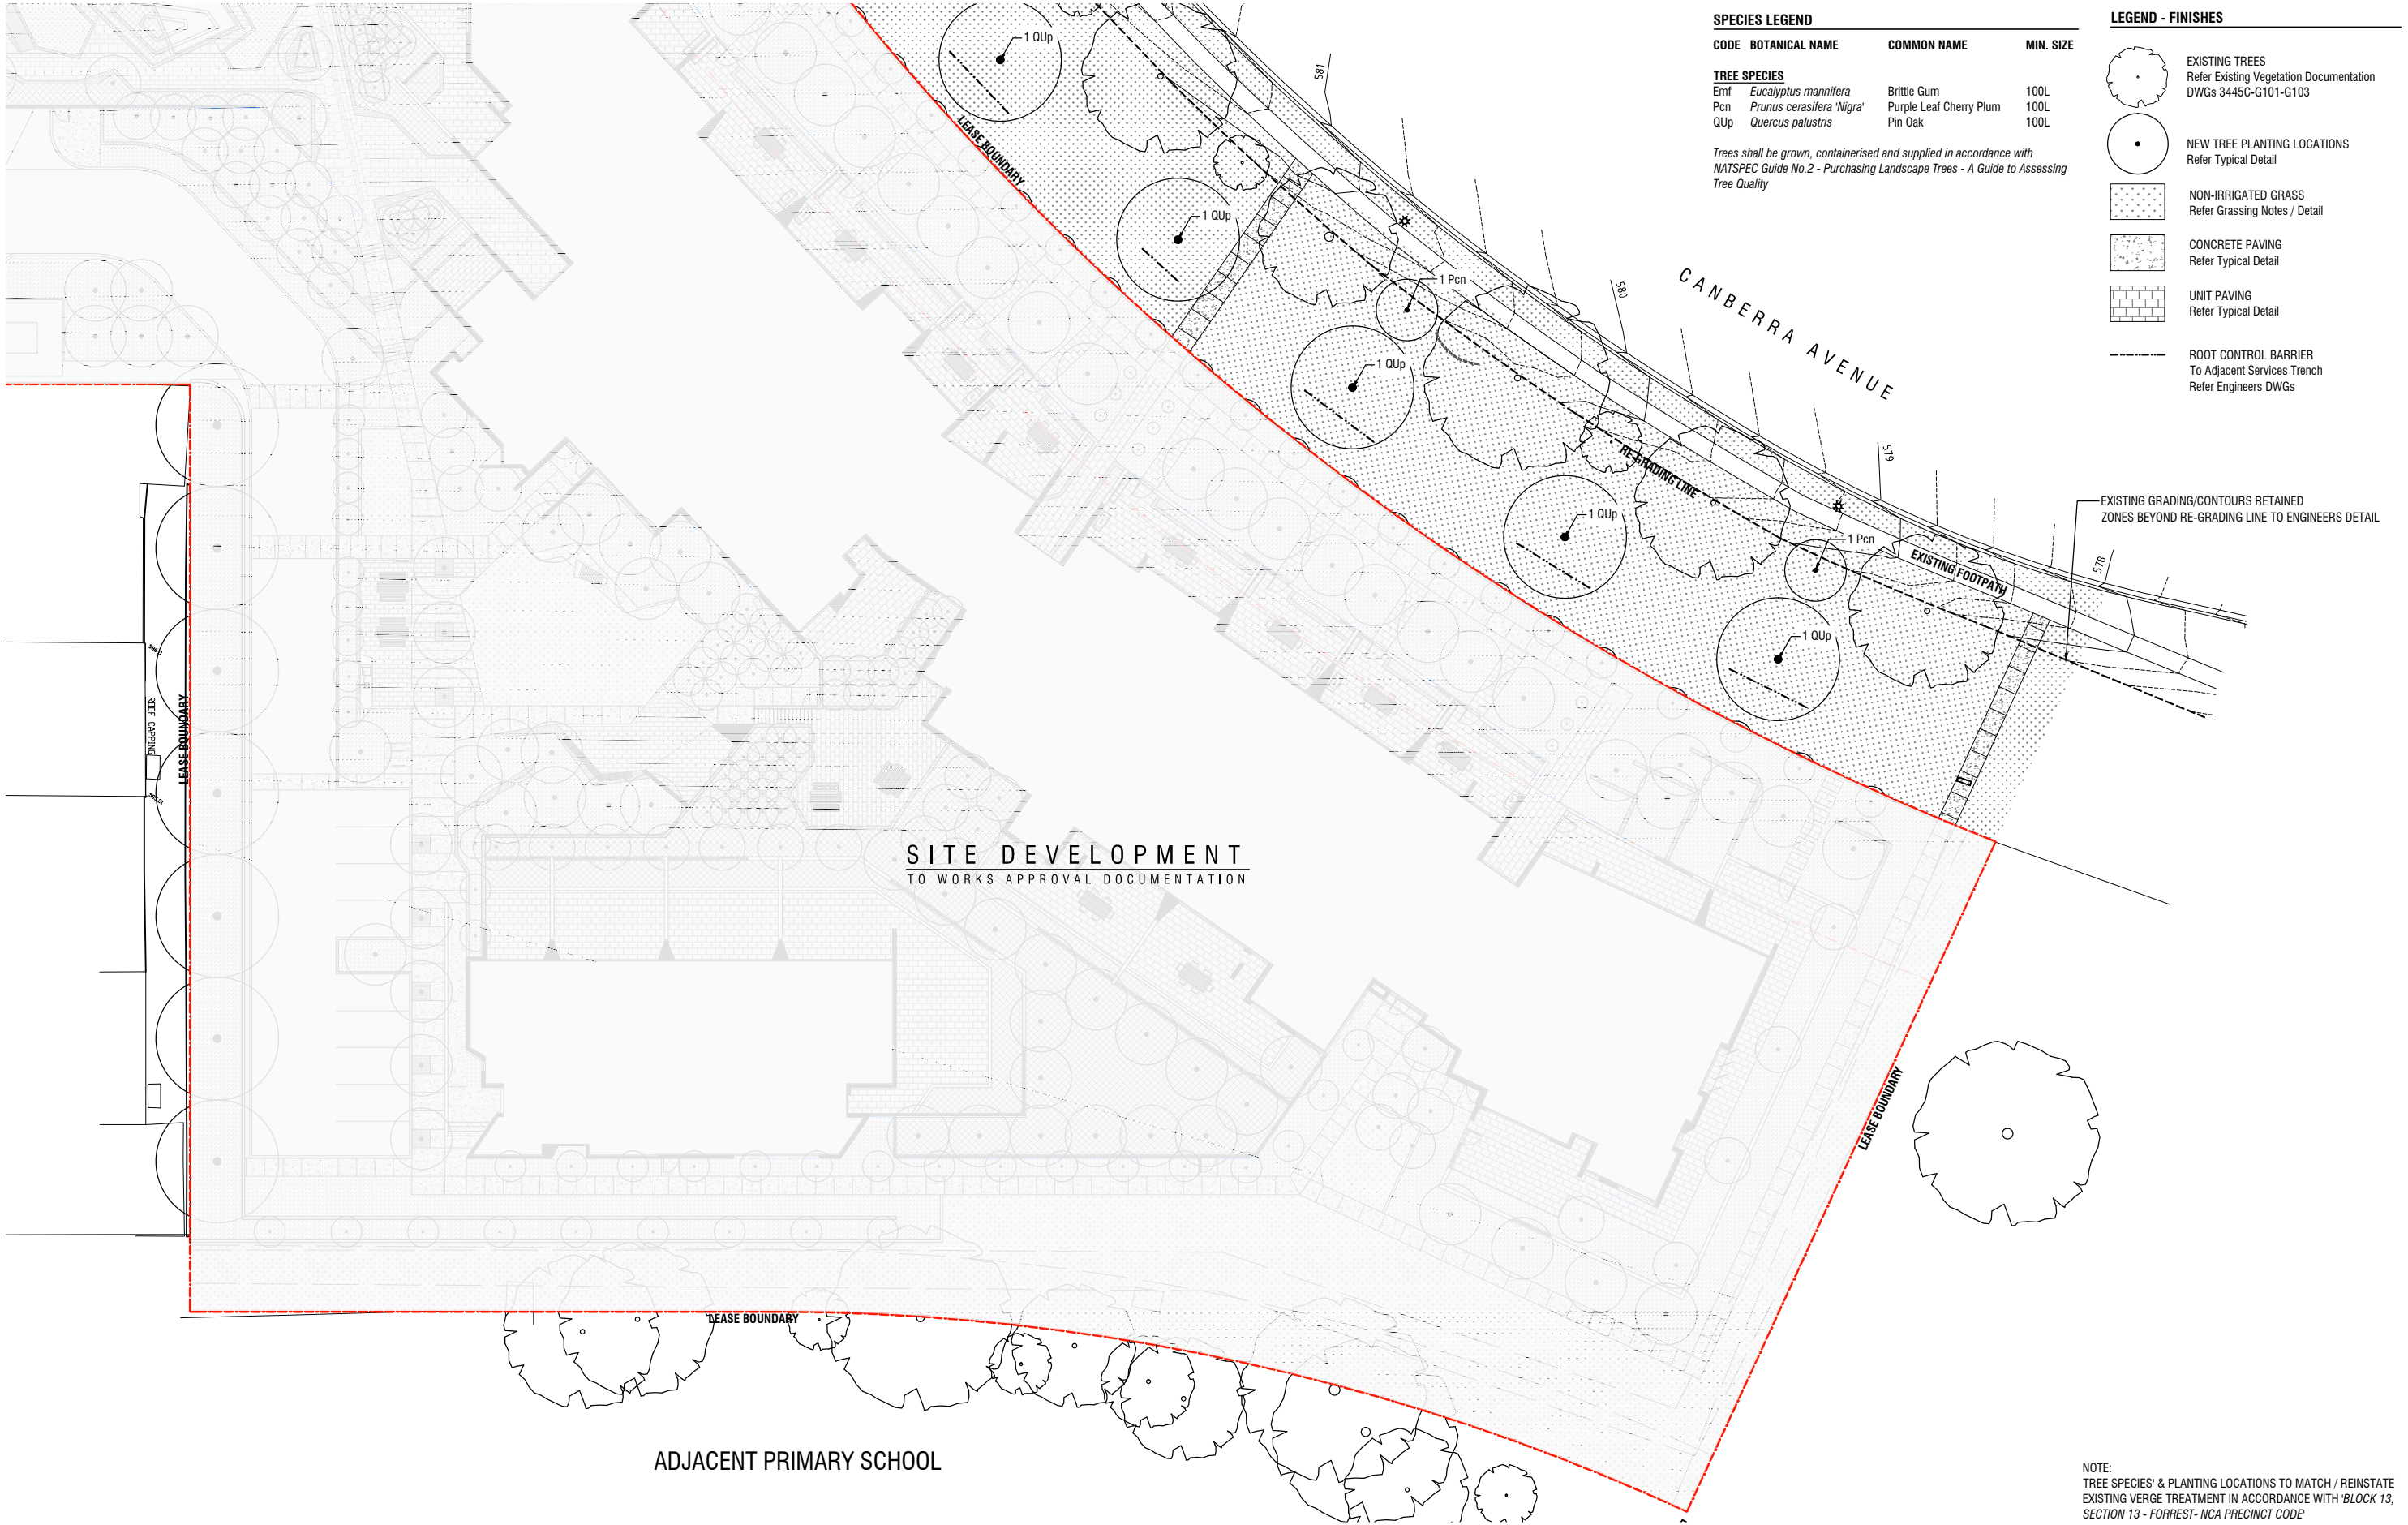 SPECIES LEGEND
CODE BOTANICAL NAME COMMON NAME MIN. SIZE
TREE SPECIES
Emf Eucalyptus mannifera Brittle Gum 100L
Pcn Prunus cerasifera 'Nigra' Purple Leaf Cherry Plum 100L
QUp Quercus palustris Pin Oak 100L
Trees shall be grown, containerised and supplied in accordance with
NATSPEC Guide No.2 - Purchasing Landscape Trees - A Guide to Assessing
Tree Quality
LEGEND - FINISHES
EXISTING TREES
Refer Existing Vegetation Documentation
DWGs 3445C-G101-G103
NEW TREE PLANTING LOCATIONS
Refer Typical Detail
NON-IRRIGATED GRASS
Refer Grassing Notes / Detail
CONCRETE PAVING
Refer Typical Detail
UNIT PAVING
Refer Typical Detail
ROOT CONTROL BARRIER
To Adjacent Services Trench
Refer Engineers DWGs
1 QUp
581
LEASE BOUNDARY
1 QUp
1 Pcn
580
CANBERRA AVENUE
1 QUp
RE-GRADING LINE
579
1 QUp
1 Pcn
EXISTING GRADING/CONTOURS RETAINED
ZONES BEYOND RE-GRADING LINE TO ENGINEERS DETAIL
EXISTING FOOTPATH
578
1 QUp
ROOF CAPPING
LEASE BOUNDARY
SITE DEVELOPMENT
TO WORKS APPROVAL DOCUMENTATION
LEASE BOUNDARY
LEASE BOUNDARY
ADJACENT PRIMARY SCHOOL
NOTE:
TREE SPECIES' & PLANTING LOCATIONS TO MATCH / REINSTATE
EXISTING VERGE TREATMENT IN ACCORDANCE WITH 'BLOCK 13,
SECTION 13 - FORREST- NCA PRECINCT CODE'